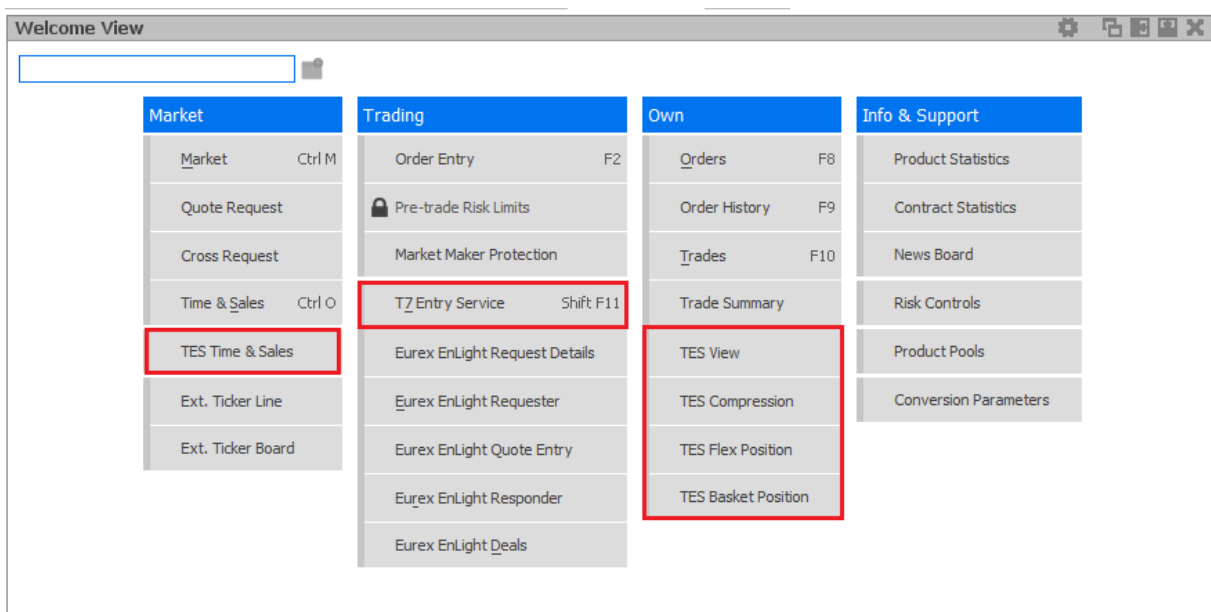 Welcome View
Market
Market Ctrl M
Quote Request
Cross Request
Time & Sales Ctrl O
TES Time & Sales
Ext. Ticker Line
Ext. Ticker Board
Trading
Order Entry F2
Pre-trade Risk Limits
Market Maker Protection
T7 Entry Service Shift F11
Eurex EnLight Request Details
Eurex EnLight Requester
Eurex EnLight Quote Entry
Eurex EnLight Responder
Eurex EnLight Deals
Own
Orders F8
Order History F9
Trades F10
Trade Summary
TES View
TES Compression
TES Flex Position
TES Basket Position
Info & Support
Product Statistics
Contract Statistics
News Board
Risk Controls
Product Pools
Conversion Parameters